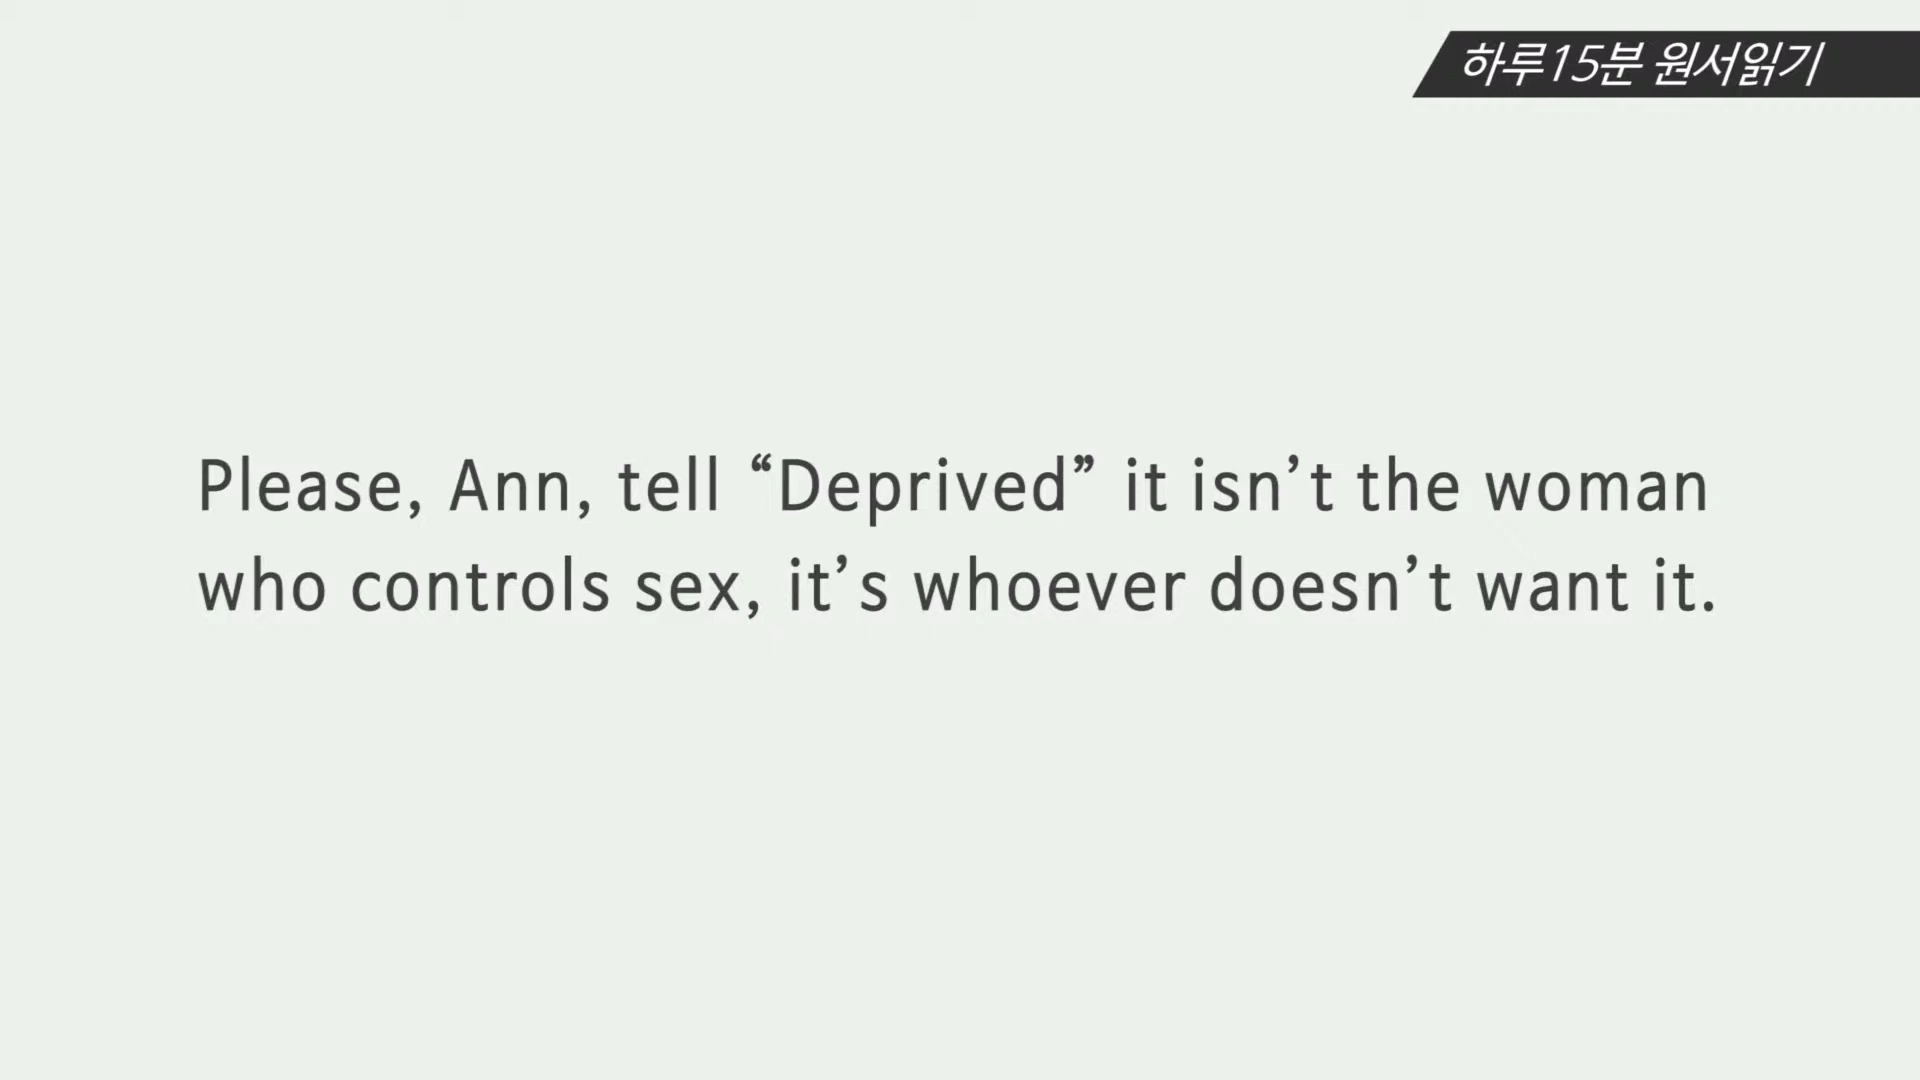 하루15분 원서읽기
Please, Ann, tell “Deprived” it isn’t the woman
who controls sex, it’s whoever doesn’t want it.